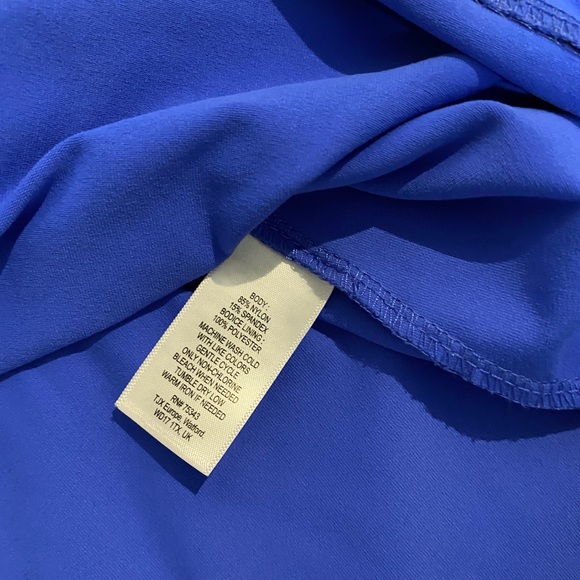 BODY :
85% NYLON
15% SPANDEX
BODICE LINING :
100% POLYESTER
MACHINE WASH COLD
WITH LIKE COLORS
GENTLE CYCLE
ONLY NON-CHLORINE
BLEACH WHEN NEEDED
TUMBLE DRY LOW
WARM IRON IF NEEDED
RN# 75343
TJX Europe, Watford,
WD17 1TX, UK